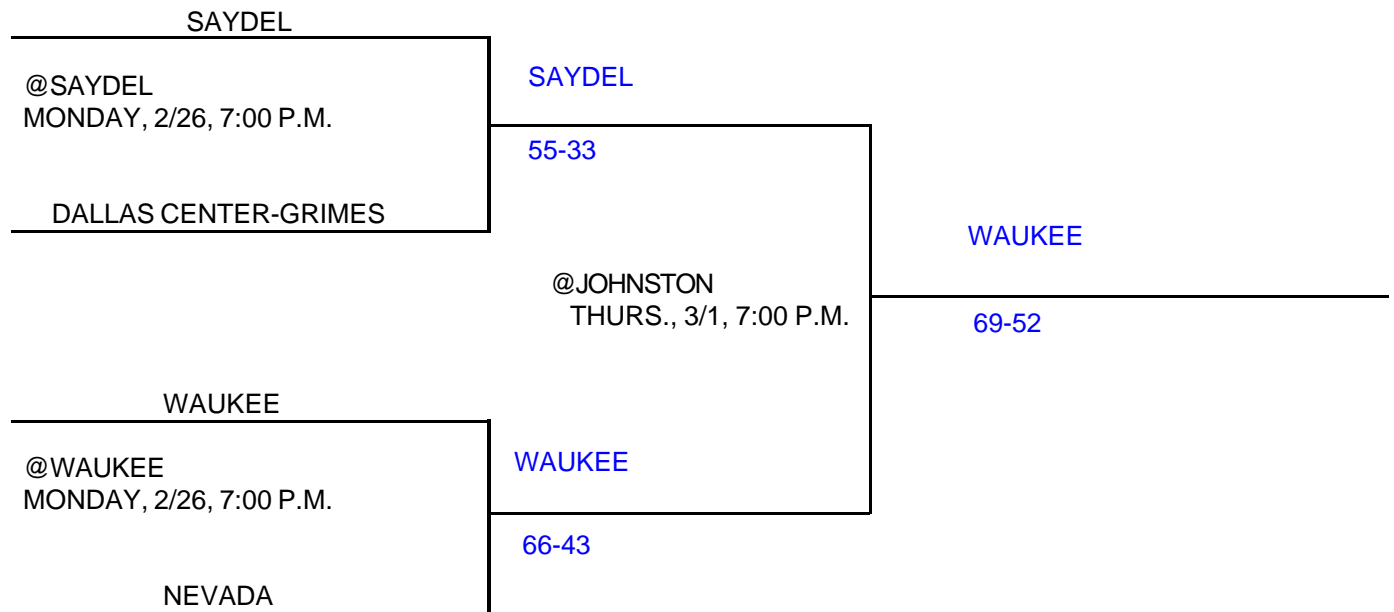 SAYDEL
@SAYDEL
MONDAY, 2/26, 7:00 P.M.
SAYDEL
55-33
DALLAS CENTER-GRIMES
WAUKEE
@JOHNSTON
THURS., 3/1, 7:00 P.M.
69-52
WAUKEE
@WAUKEE
MONDAY, 2/26, 7:00 P.M.
WAUKEE
66-43
NEVADA